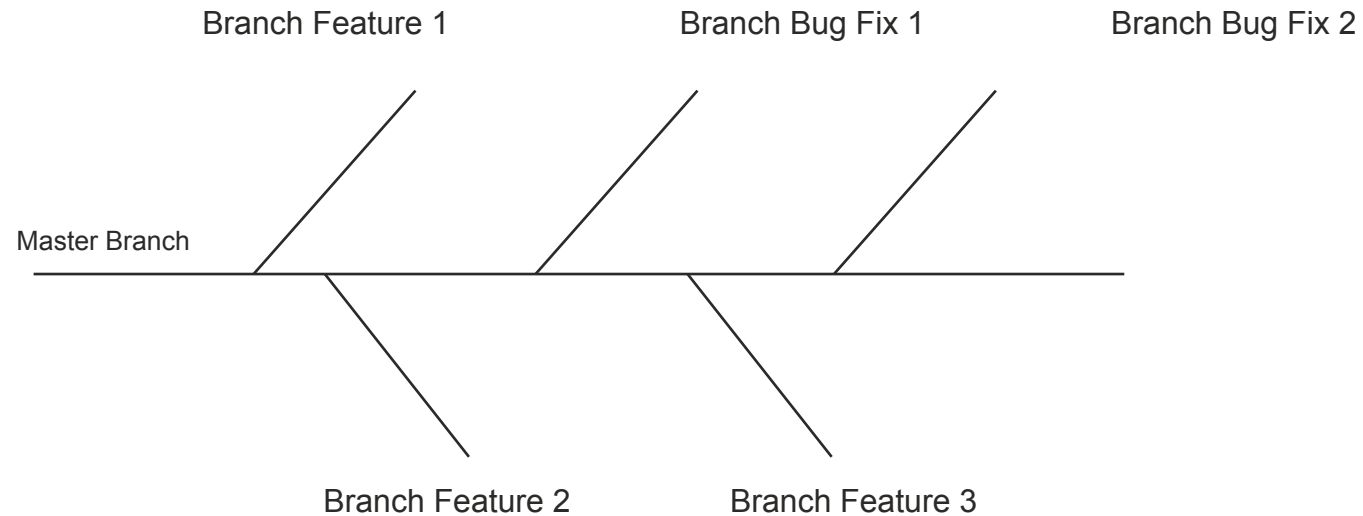 Branch Feature 1
Branch Bug Fix 1
Branch Bug Fix 2
Master Branch
Branch Feature 2
Branch Feature 3